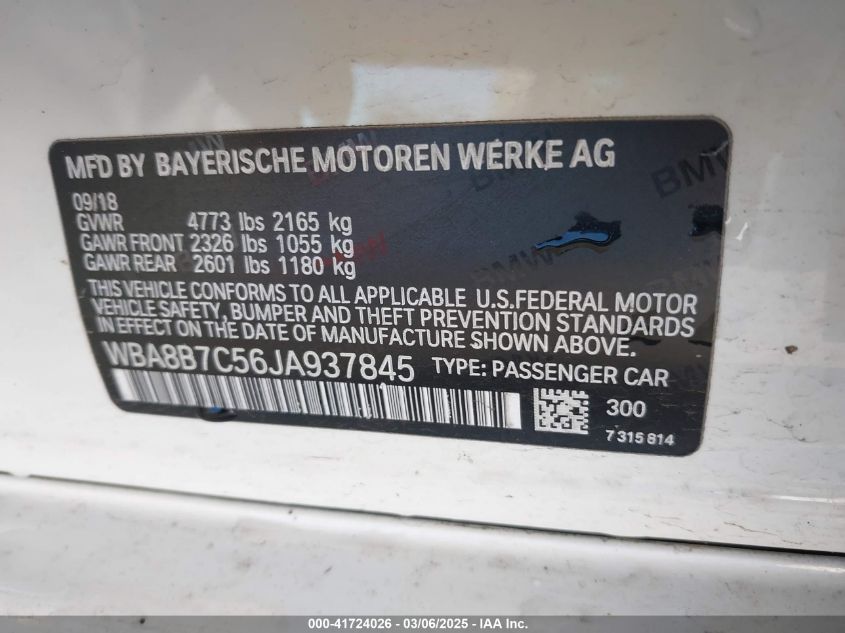 MFD BY BAYERISCHE MOTOREN WERKE AG
09/18
GVWR 4773 lbs 2165 kg
GAWR FRONT 2326 lbs 1055 kg
GAWR REAR 2601 lbs 1180 kg
THIS VEHICLE CONFORMS TO ALL APPLICABLE U.S.FEDERAL MOTOR
VEHICLE SAFETY, BUMPER AND THEFT PREVENTION STANDARDS
IN EFFECT ON THE DATE OF MANUFACTURE SHOWN ABOVE.
WBA8B7C56JA937845 TYPE: PASSENGER CAR
300
7 315 814
BMW
BMW
000-41724026 - 03/06/2025 - IAA Inc.